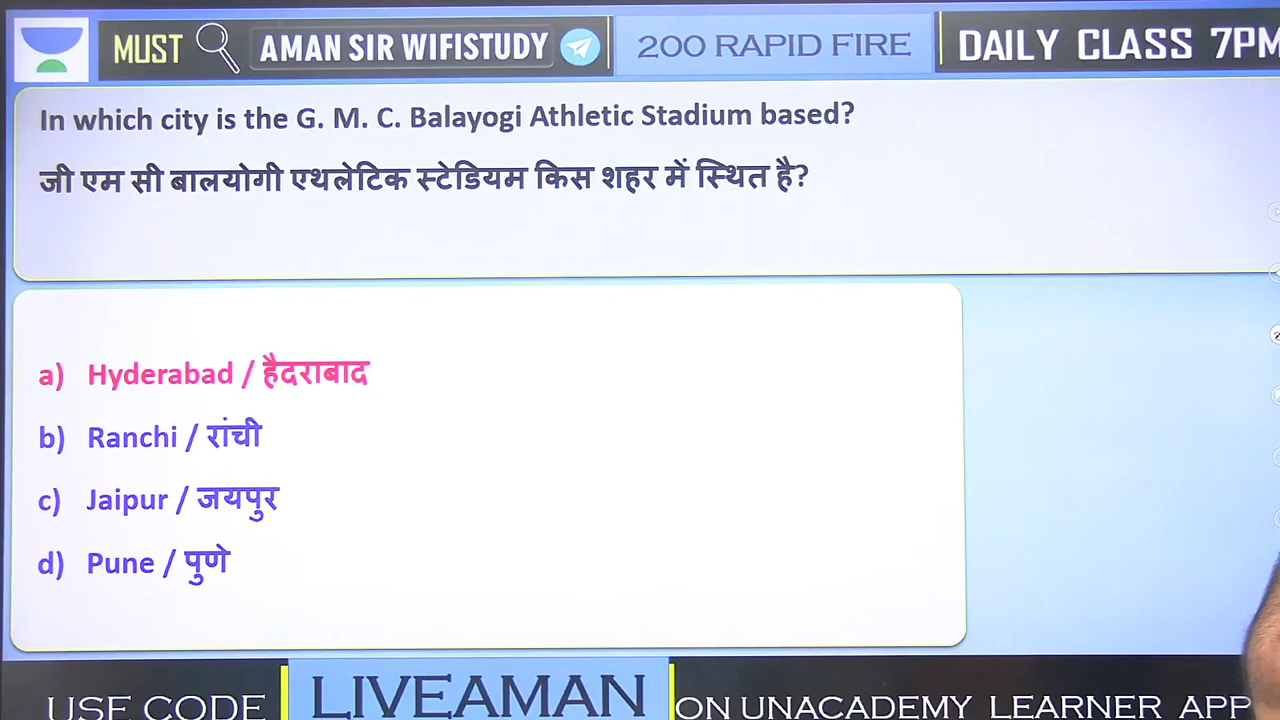 MUST AMAN SIR WIFISTUDY 200 RAPID FIRE DAILY CLASS 7PM
In which city is the G. M. C. Balayogi Athletic Stadium based?
जी एम सी बालयोगी एथलेटिक स्टेडियम किस शहर में स्थित है?
a) Hyderabad / हैदराबाद
b) Ranchi / रांची
c) Jaipur / जयपुर
d) Pune / पुणे
USE CODE LIVEAMAN ON UNACADEMY LEARNER APP